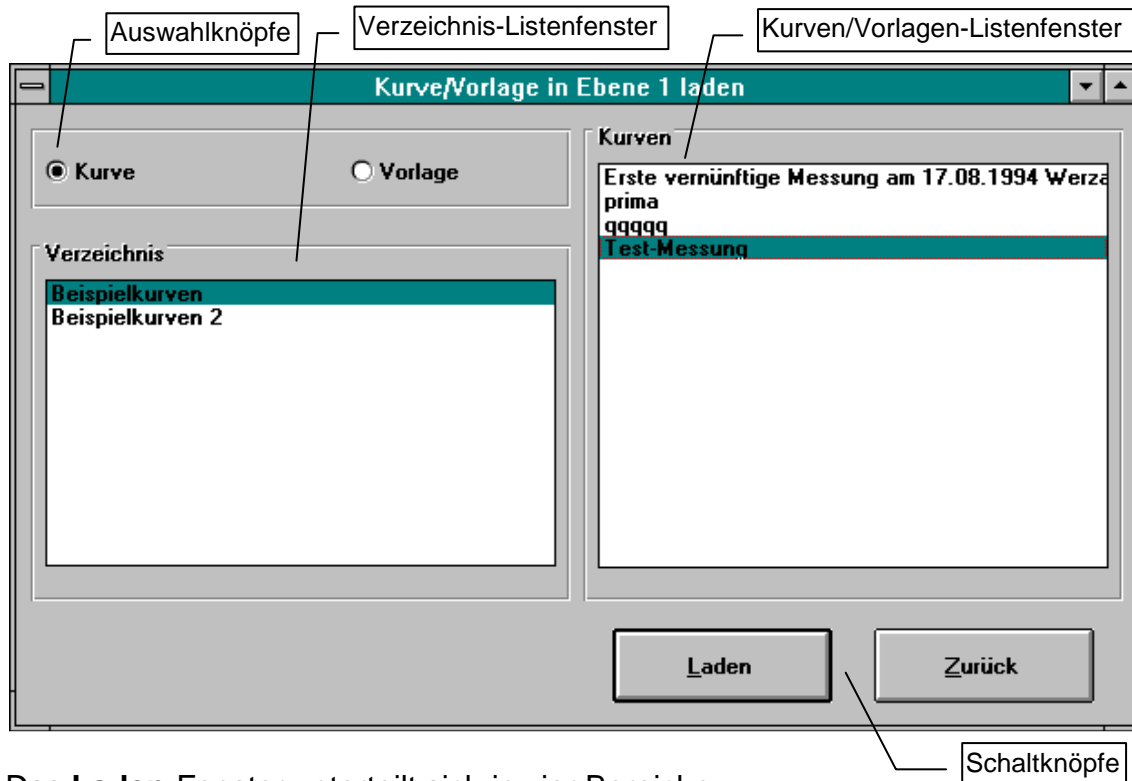 Auswahlknöpfe
Verzeichnis-Listenfenster
Kurven/Vorlagen-Listenfenster
Kurve/Vorlage in Ebene 1 laden
Kurve
Vorlage
Verzeichnis
Beispielkurven
Beispielkurven 2
Kurven
Erste vernünftige Messung am 17.08.1994 Werza
prima
qqqqq
Test-Messung
Laden
Zurück
Schaltknöpfe